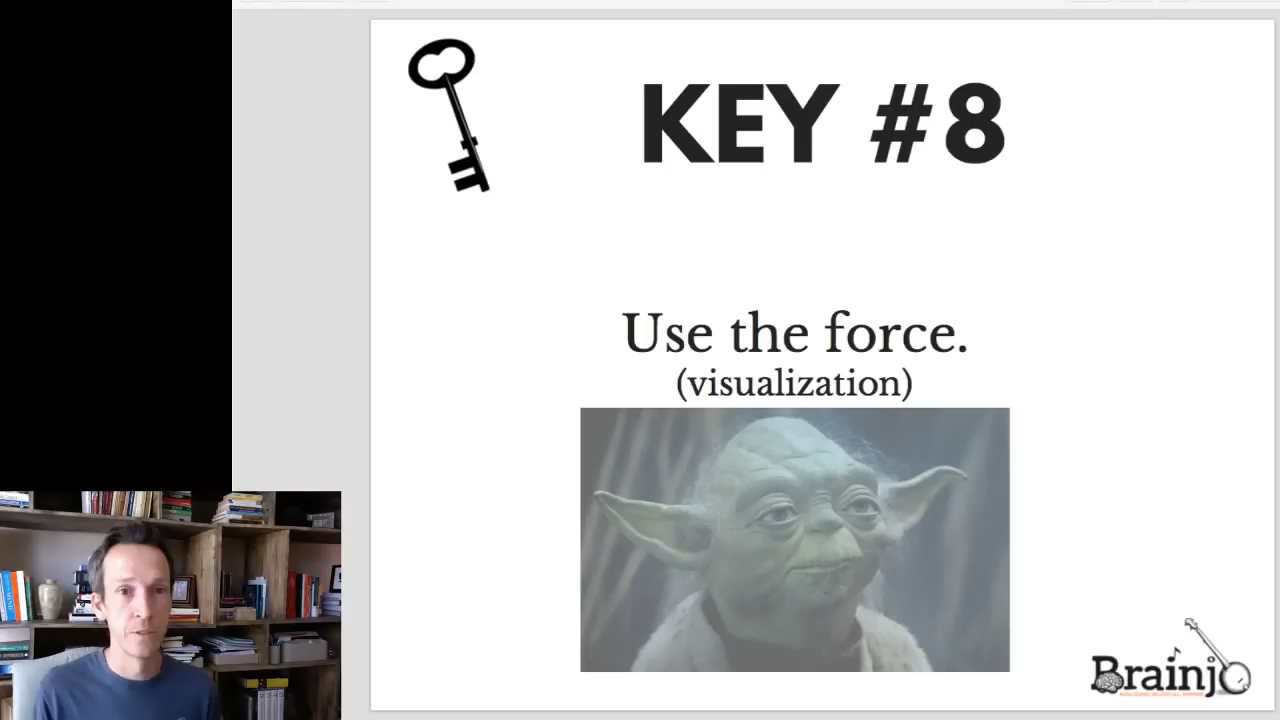 KEY #8
Use the force.
(visualization)
Brainjo